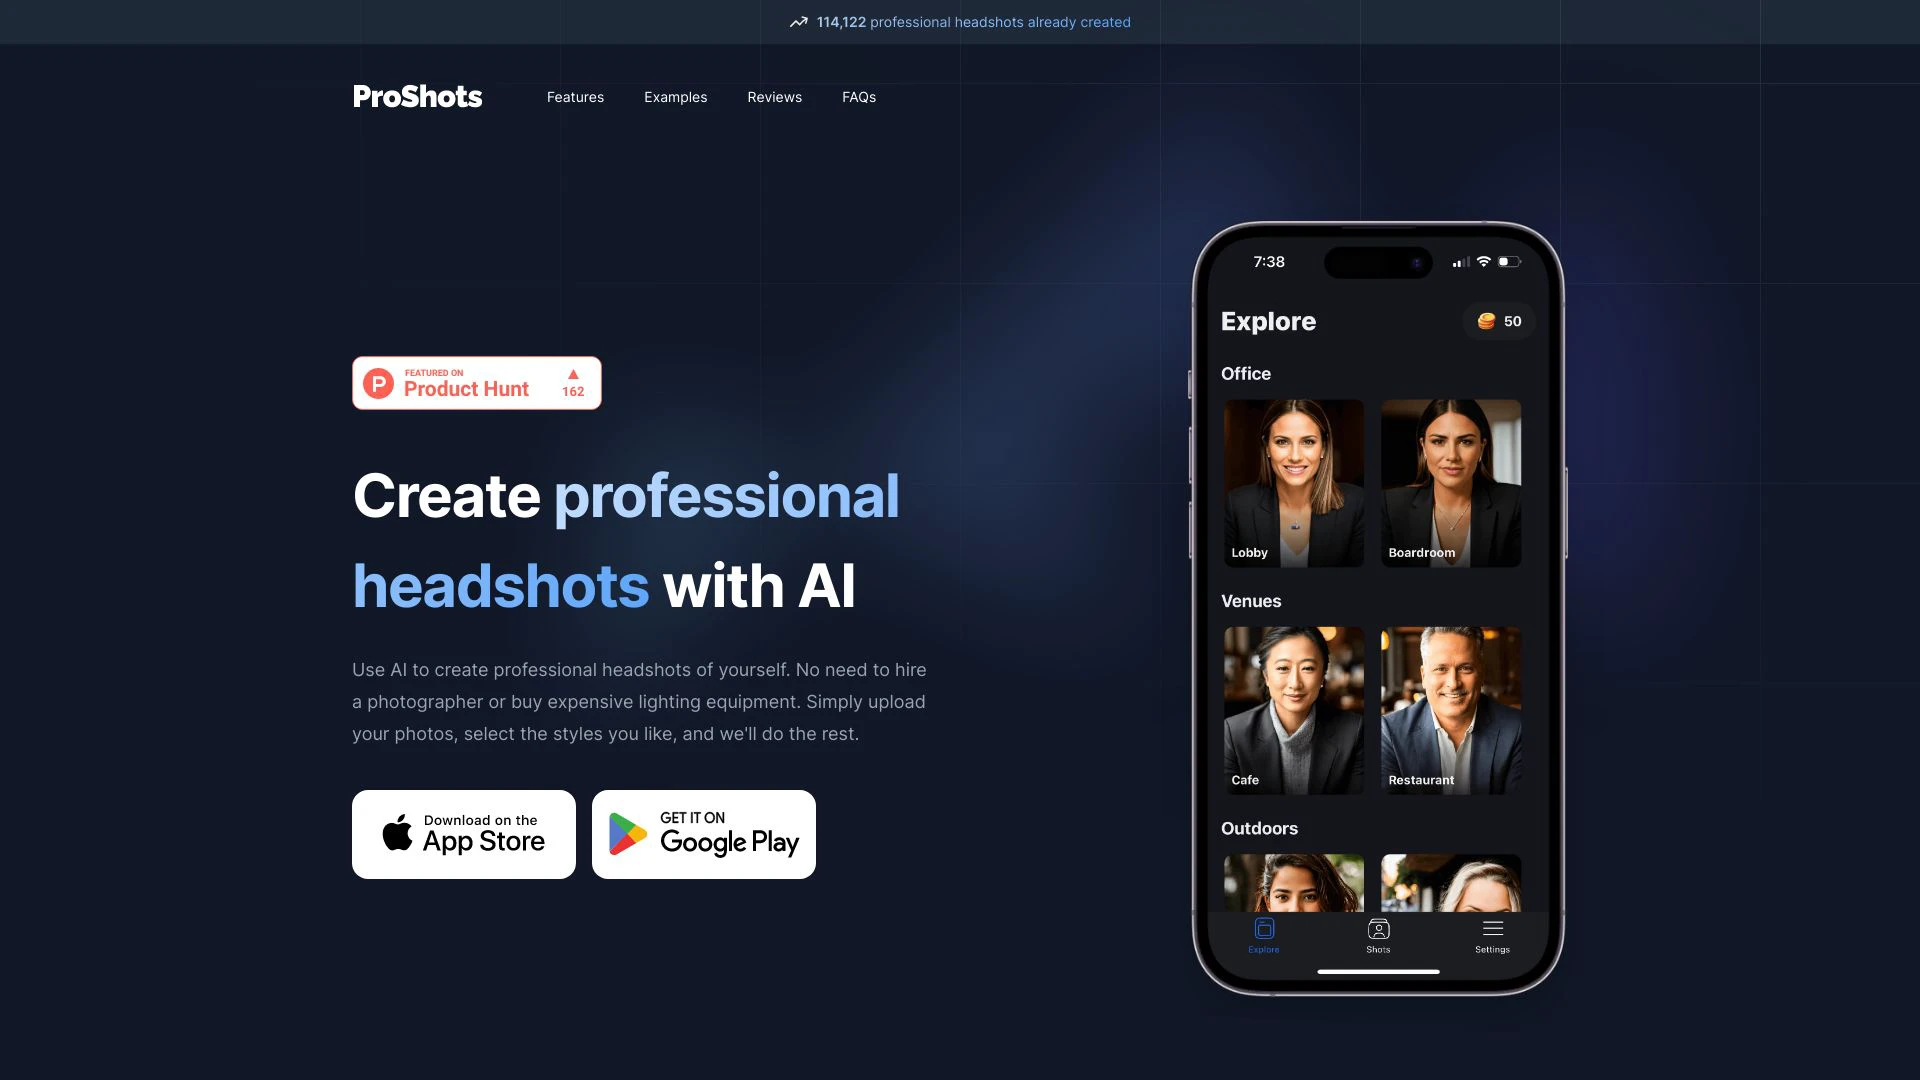 114,122 professional headshots already created
ProShots
Features
Examples
Reviews
FAQs
FEATURED ON
Product Hunt
162
Create professional
headshots with AI
Use AI to create professional headshots of yourself. No need to hire
a photographer or buy expensive lighting equipment. Simply upload
your photos, select the styles you like, and we'll do the rest.
Download on the
App Store
GET IT ON
Google Play
7:38
Explore
50
Office
Lobby
Boardroom
Venues
Cafe
Restaurant
Outdoors
Explore
Shots
Settings